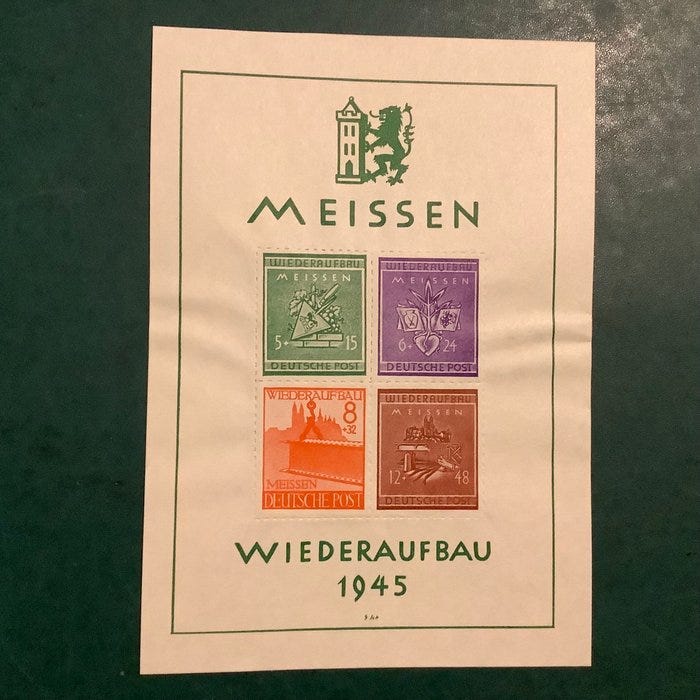 MEISSEN
WIEDERAUFBAU
MEISSEN
5+ 15
DEUTSCHE POST
WIEDERAUFBAU
MEISSEN
6+ 24
DEUTSCHE POST
WIEDERAUFBAU
8
+32
MEISSEN
DEUTSCHE POST
WIEDERAUFBAU
MEISSEN
12+ 48
DEUTSCHE POST
WIEDERAUFBAU
1945